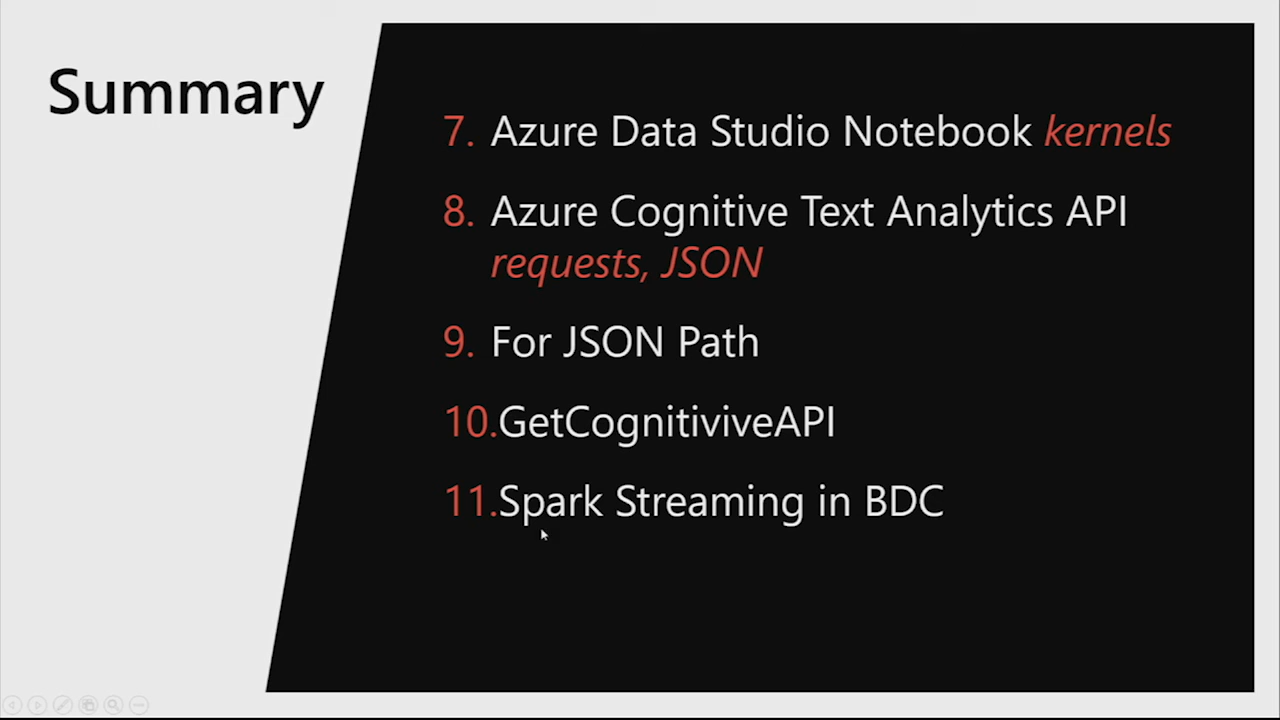 Summary
7. Azure Data Studio Notebook kernels
8. Azure Cognitive Text Analytics API
requests, JSON
9. For JSON Path
10.GetCognitiviveAPI
11.Spark Streaming in BDC